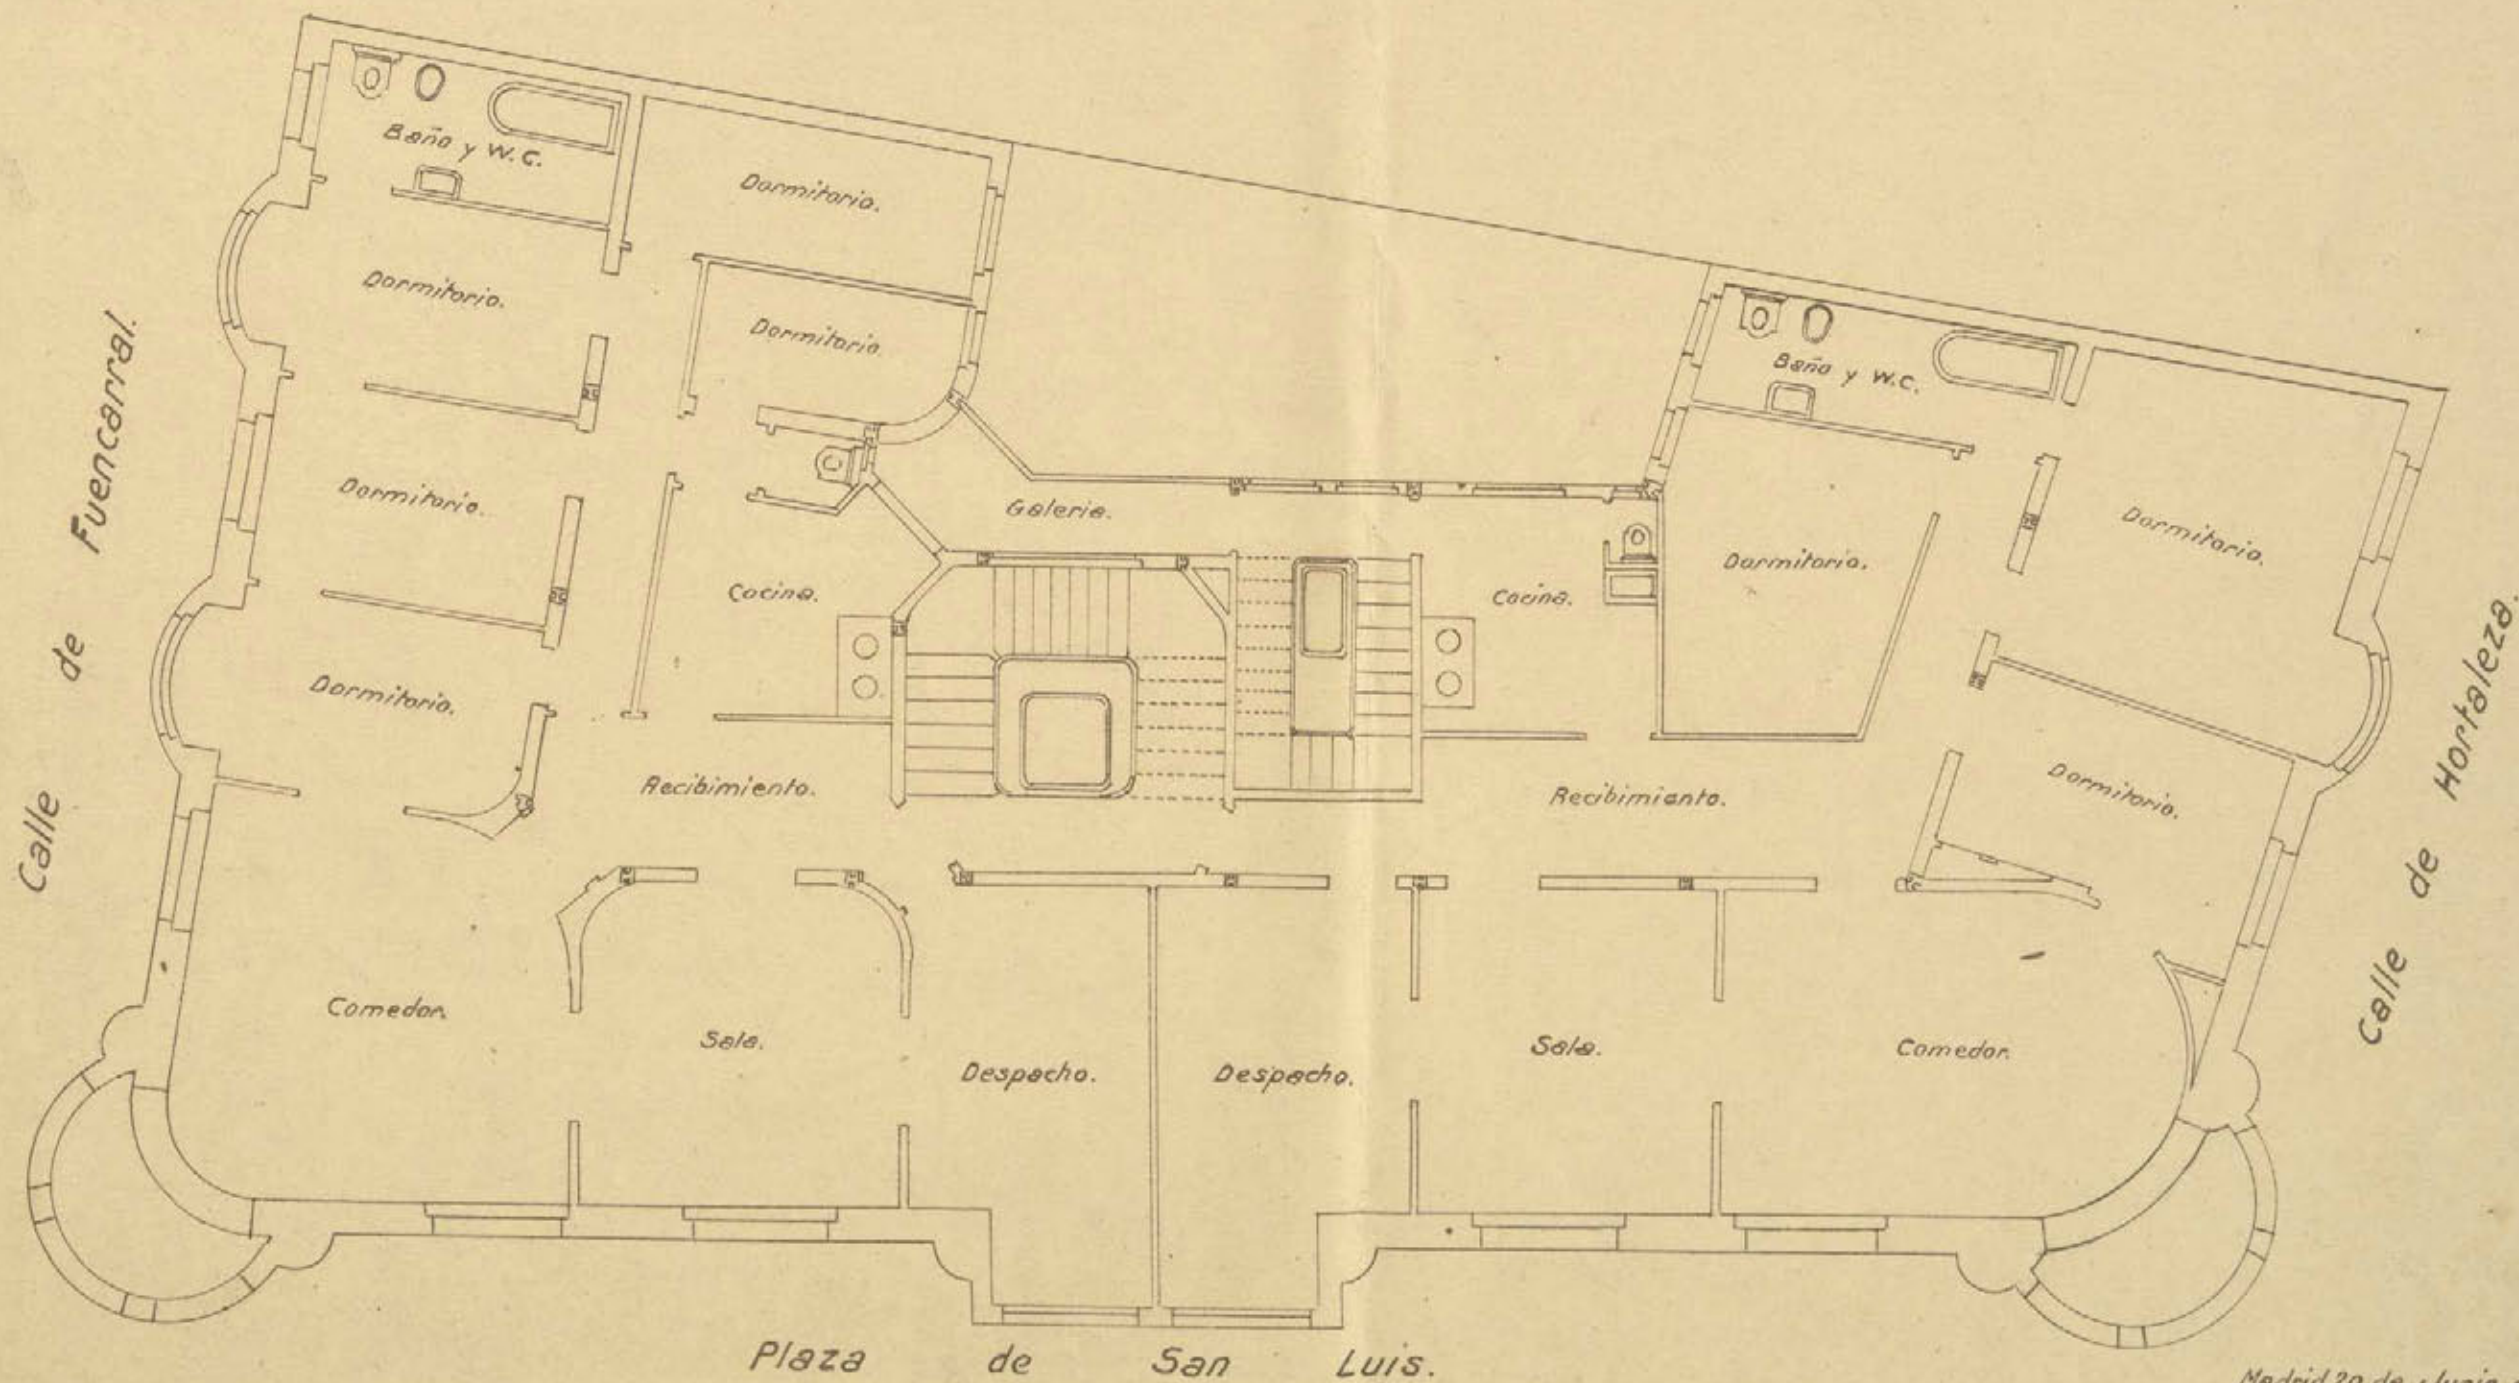 Baño y W.C.
Dormitorio.
Dormitorio.
Dormitorio.
Baño y W.C.
Dormitorio.
Dormitorio.
Galeria.
Dormitorio.
Dormitorio.
Cocina.
Cocina.
Dormitorio.
Recibimiento.
Recibimiento.
Dormitorio.
Comedor.
Sala.
Despacho.
Despacho.
Sala.
Comedor.
Calle de Fuencarral.
Calle de Hortaleza.
Plaza de San Luis.
Madrid 20 de Junio